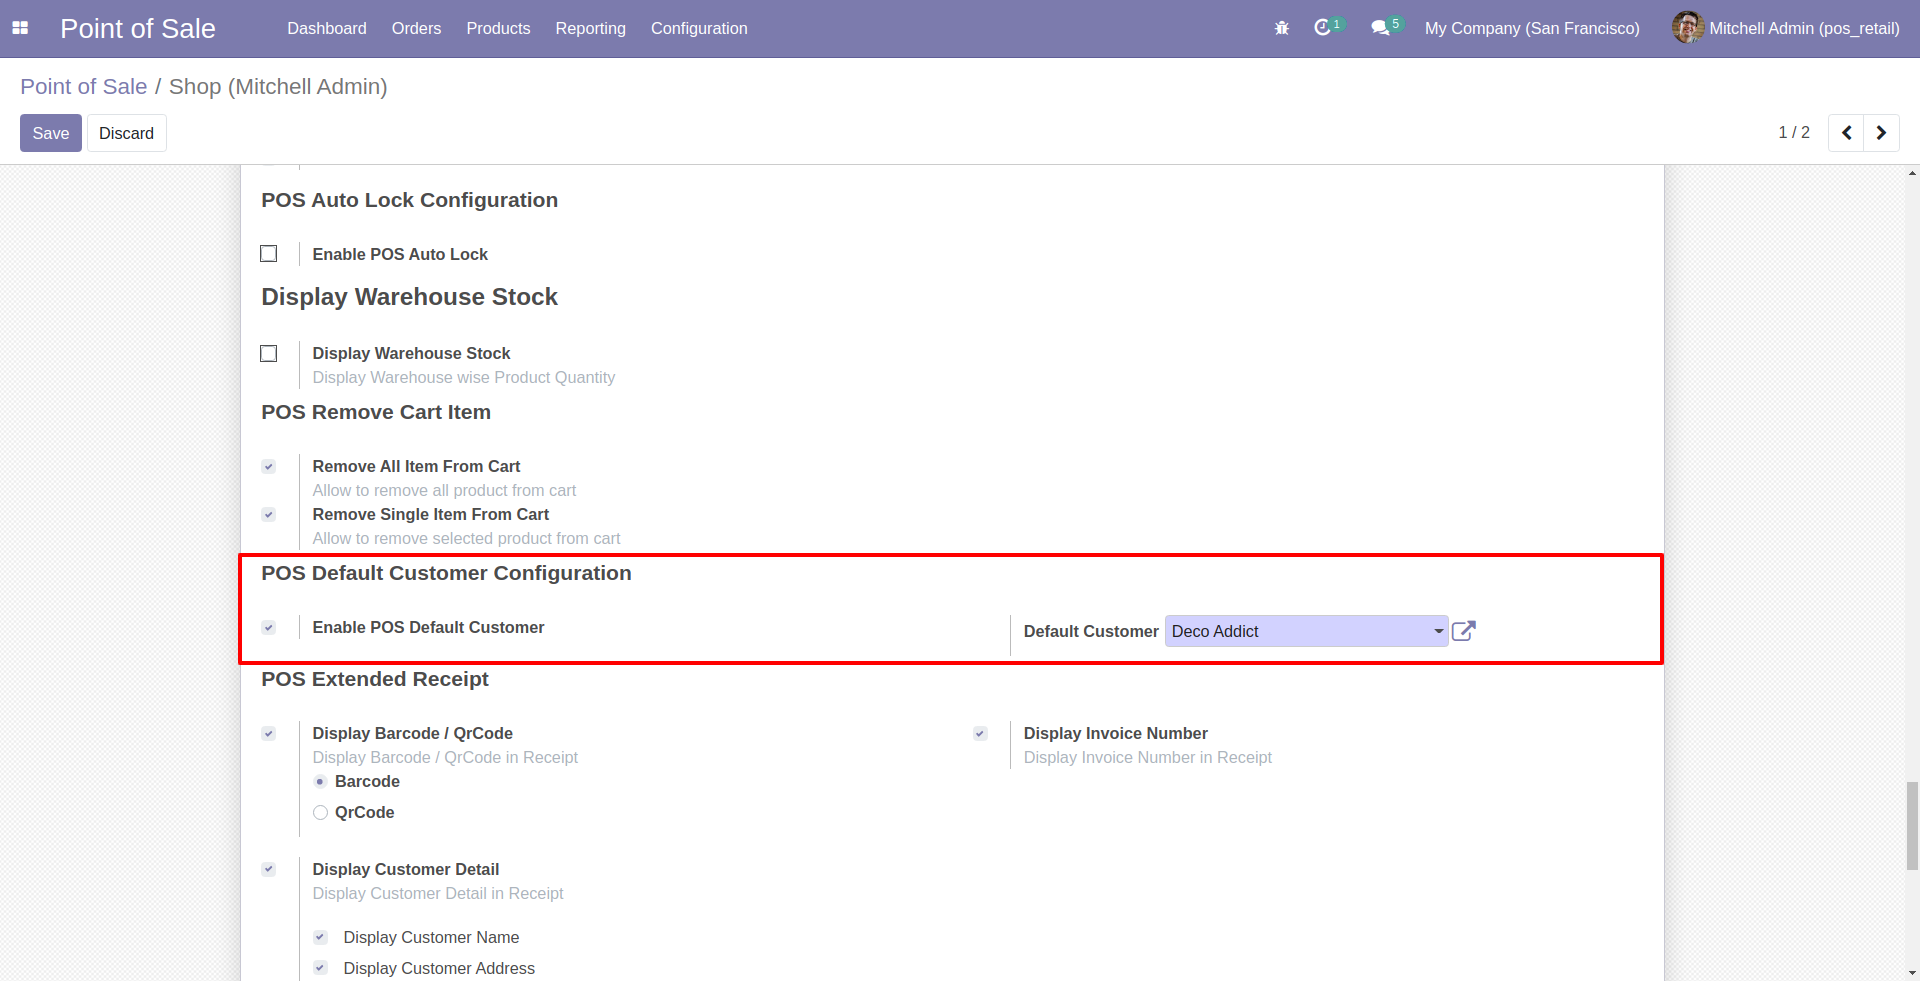 Point of Sale
Dashboard Orders Products Reporting Configuration
1 5 My Company (San Francisco) Mitchell Admin (pos_retail)
Point of Sale / Shop (Mitchell Admin)
Save Discard
1 / 2
POS Auto Lock Configuration
Enable POS Auto Lock
Display Warehouse Stock
Display Warehouse Stock
Display Warehouse wise Product Quantity
POS Remove Cart Item
Remove All Item From Cart
Allow to remove all product from cart
Remove Single Item From Cart
Allow to remove selected product from cart
POS Default Customer Configuration
Enable POS Default Customer
Default Customer Deco Addict
POS Extended Receipt
Display Barcode / QrCode
Display Barcode / QrCode in Receipt
Barcode
QrCode
Display Invoice Number
Display Invoice Number in Receipt
Display Customer Detail
Display Customer Detail in Receipt
Display Customer Name
Display Customer Address